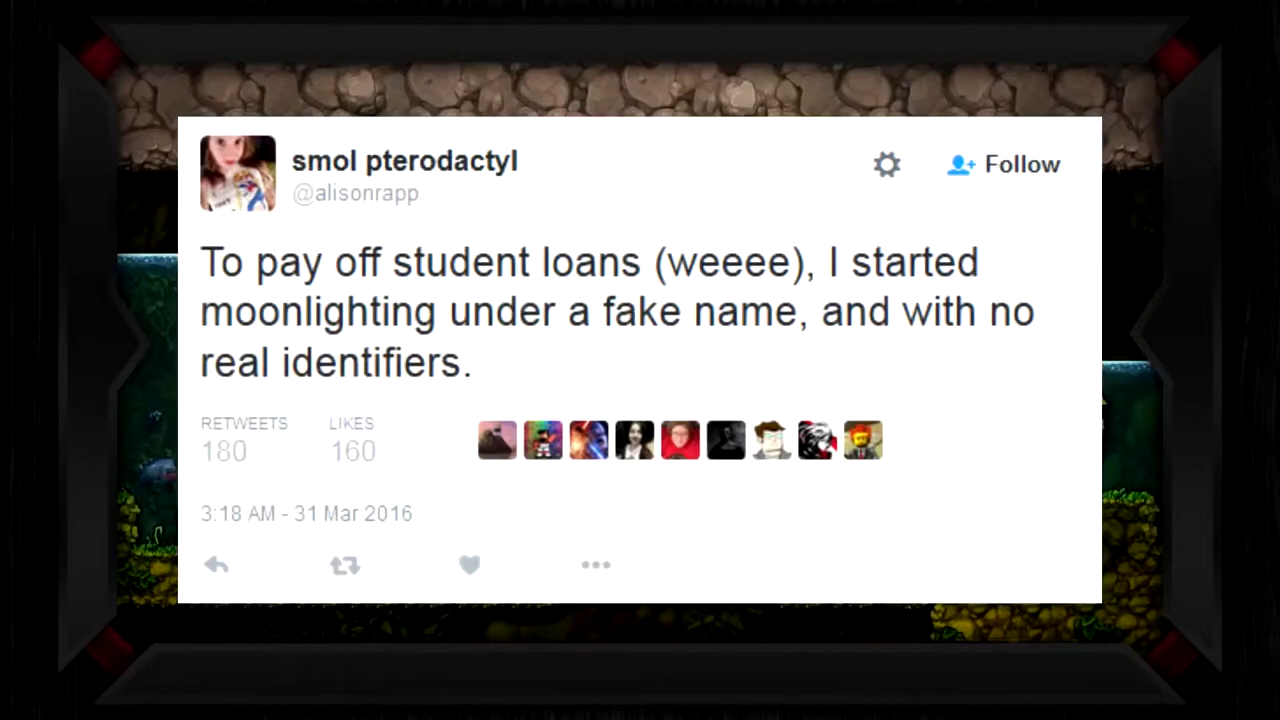 smol pterodactyl
@alisonrapp
Follow
To pay off student loans (weeee), I started
moonlighting under a fake name, and with no
real identifiers.
RETWEETS LIKES
180 160
3:18 AM - 31 Mar 2016